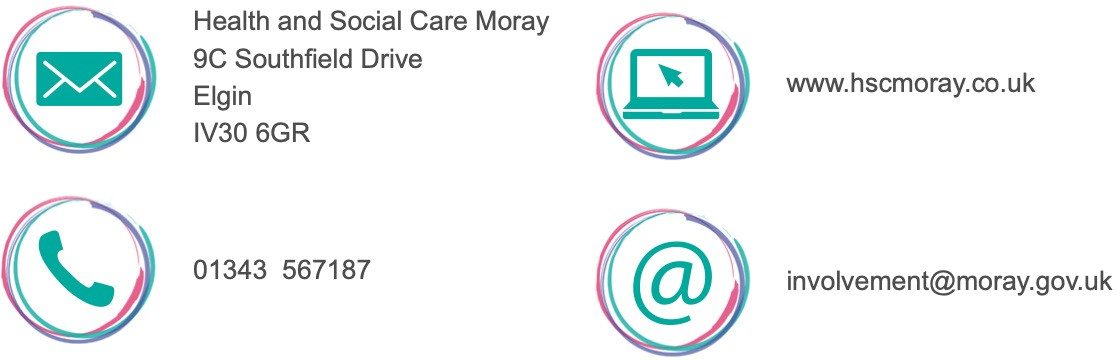 Health and Social Care Moray
9C Southfield Drive
Elgin
IV30 6GR
www.hscmoray.co.uk
01343  567187
@
involvement@moray.gov.uk